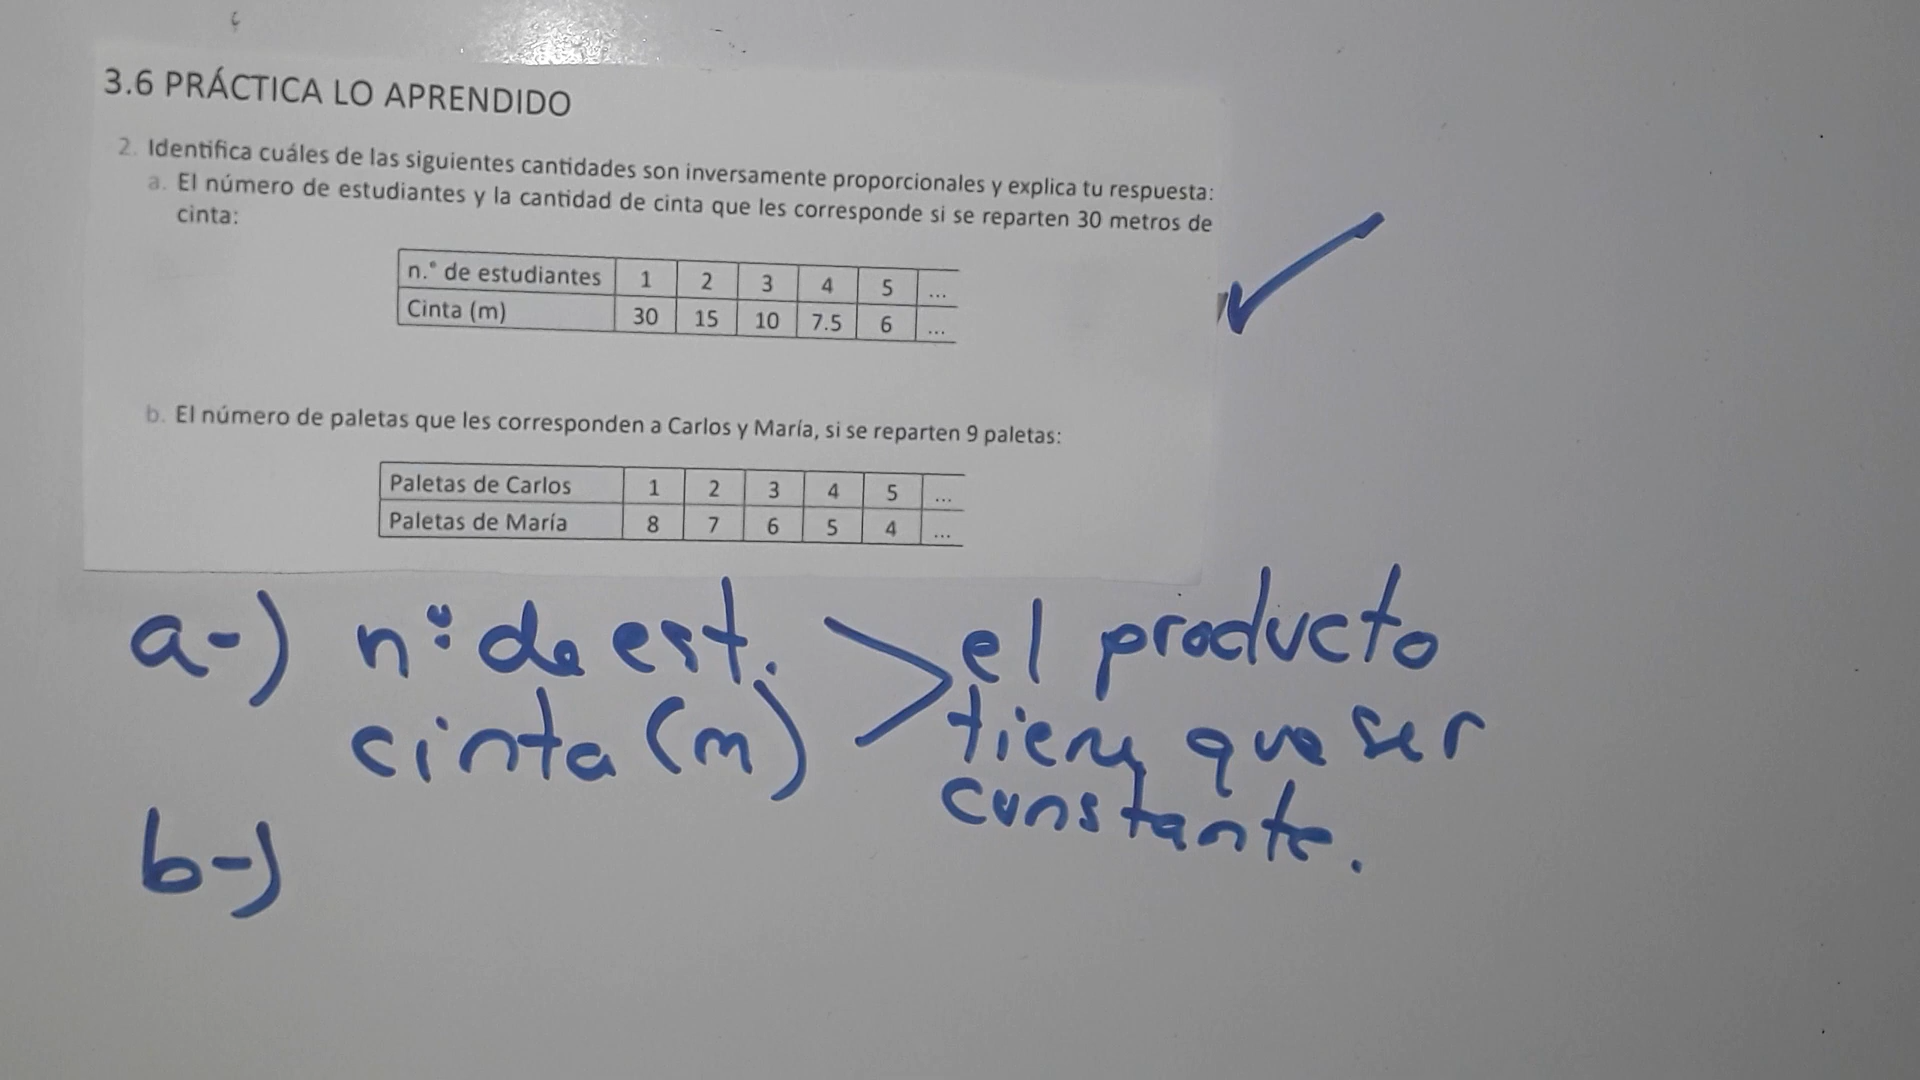 3.6 PRÁCTICA LO APRENDIDO
2. Identifica cuáles de las siguientes cantidades son inversamente proporcionales y explica tu respuesta:
a. El número de estudiantes y la cantidad de cinta que les corresponde si se reparten 30 metros de
cinta:
n.° de estudiantes 1 2 3 4 5 ...
Cinta (m) 30 15 10 7.5 6 ...
b. El número de paletas que les corresponden a Carlos y María, si se reparten 9 paletas:
Paletas de Carlos 1 2 3 4 5 ...
Paletas de María 8 7 6 5 4 ...
a-) n° de est. > el producto
cinta (m) tiene que ser
constante.
b-)